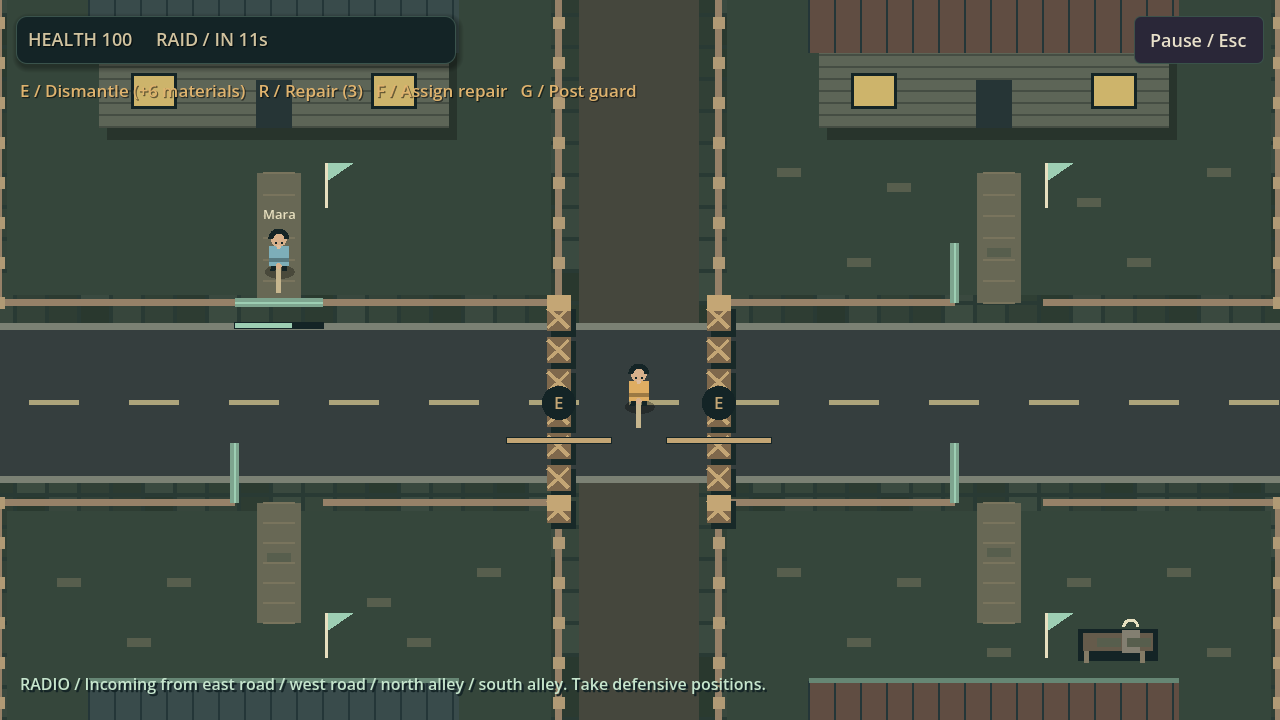 HEALTH 100 RAID / IN 11s
Pause / Esc
E / Dismantle (+6 materials) R / Repair (3) F / Assign repair G / Post guard
Mara
E
E
RADIO / Incoming from east road / west road / north alley / south alley. Take defensive positions.